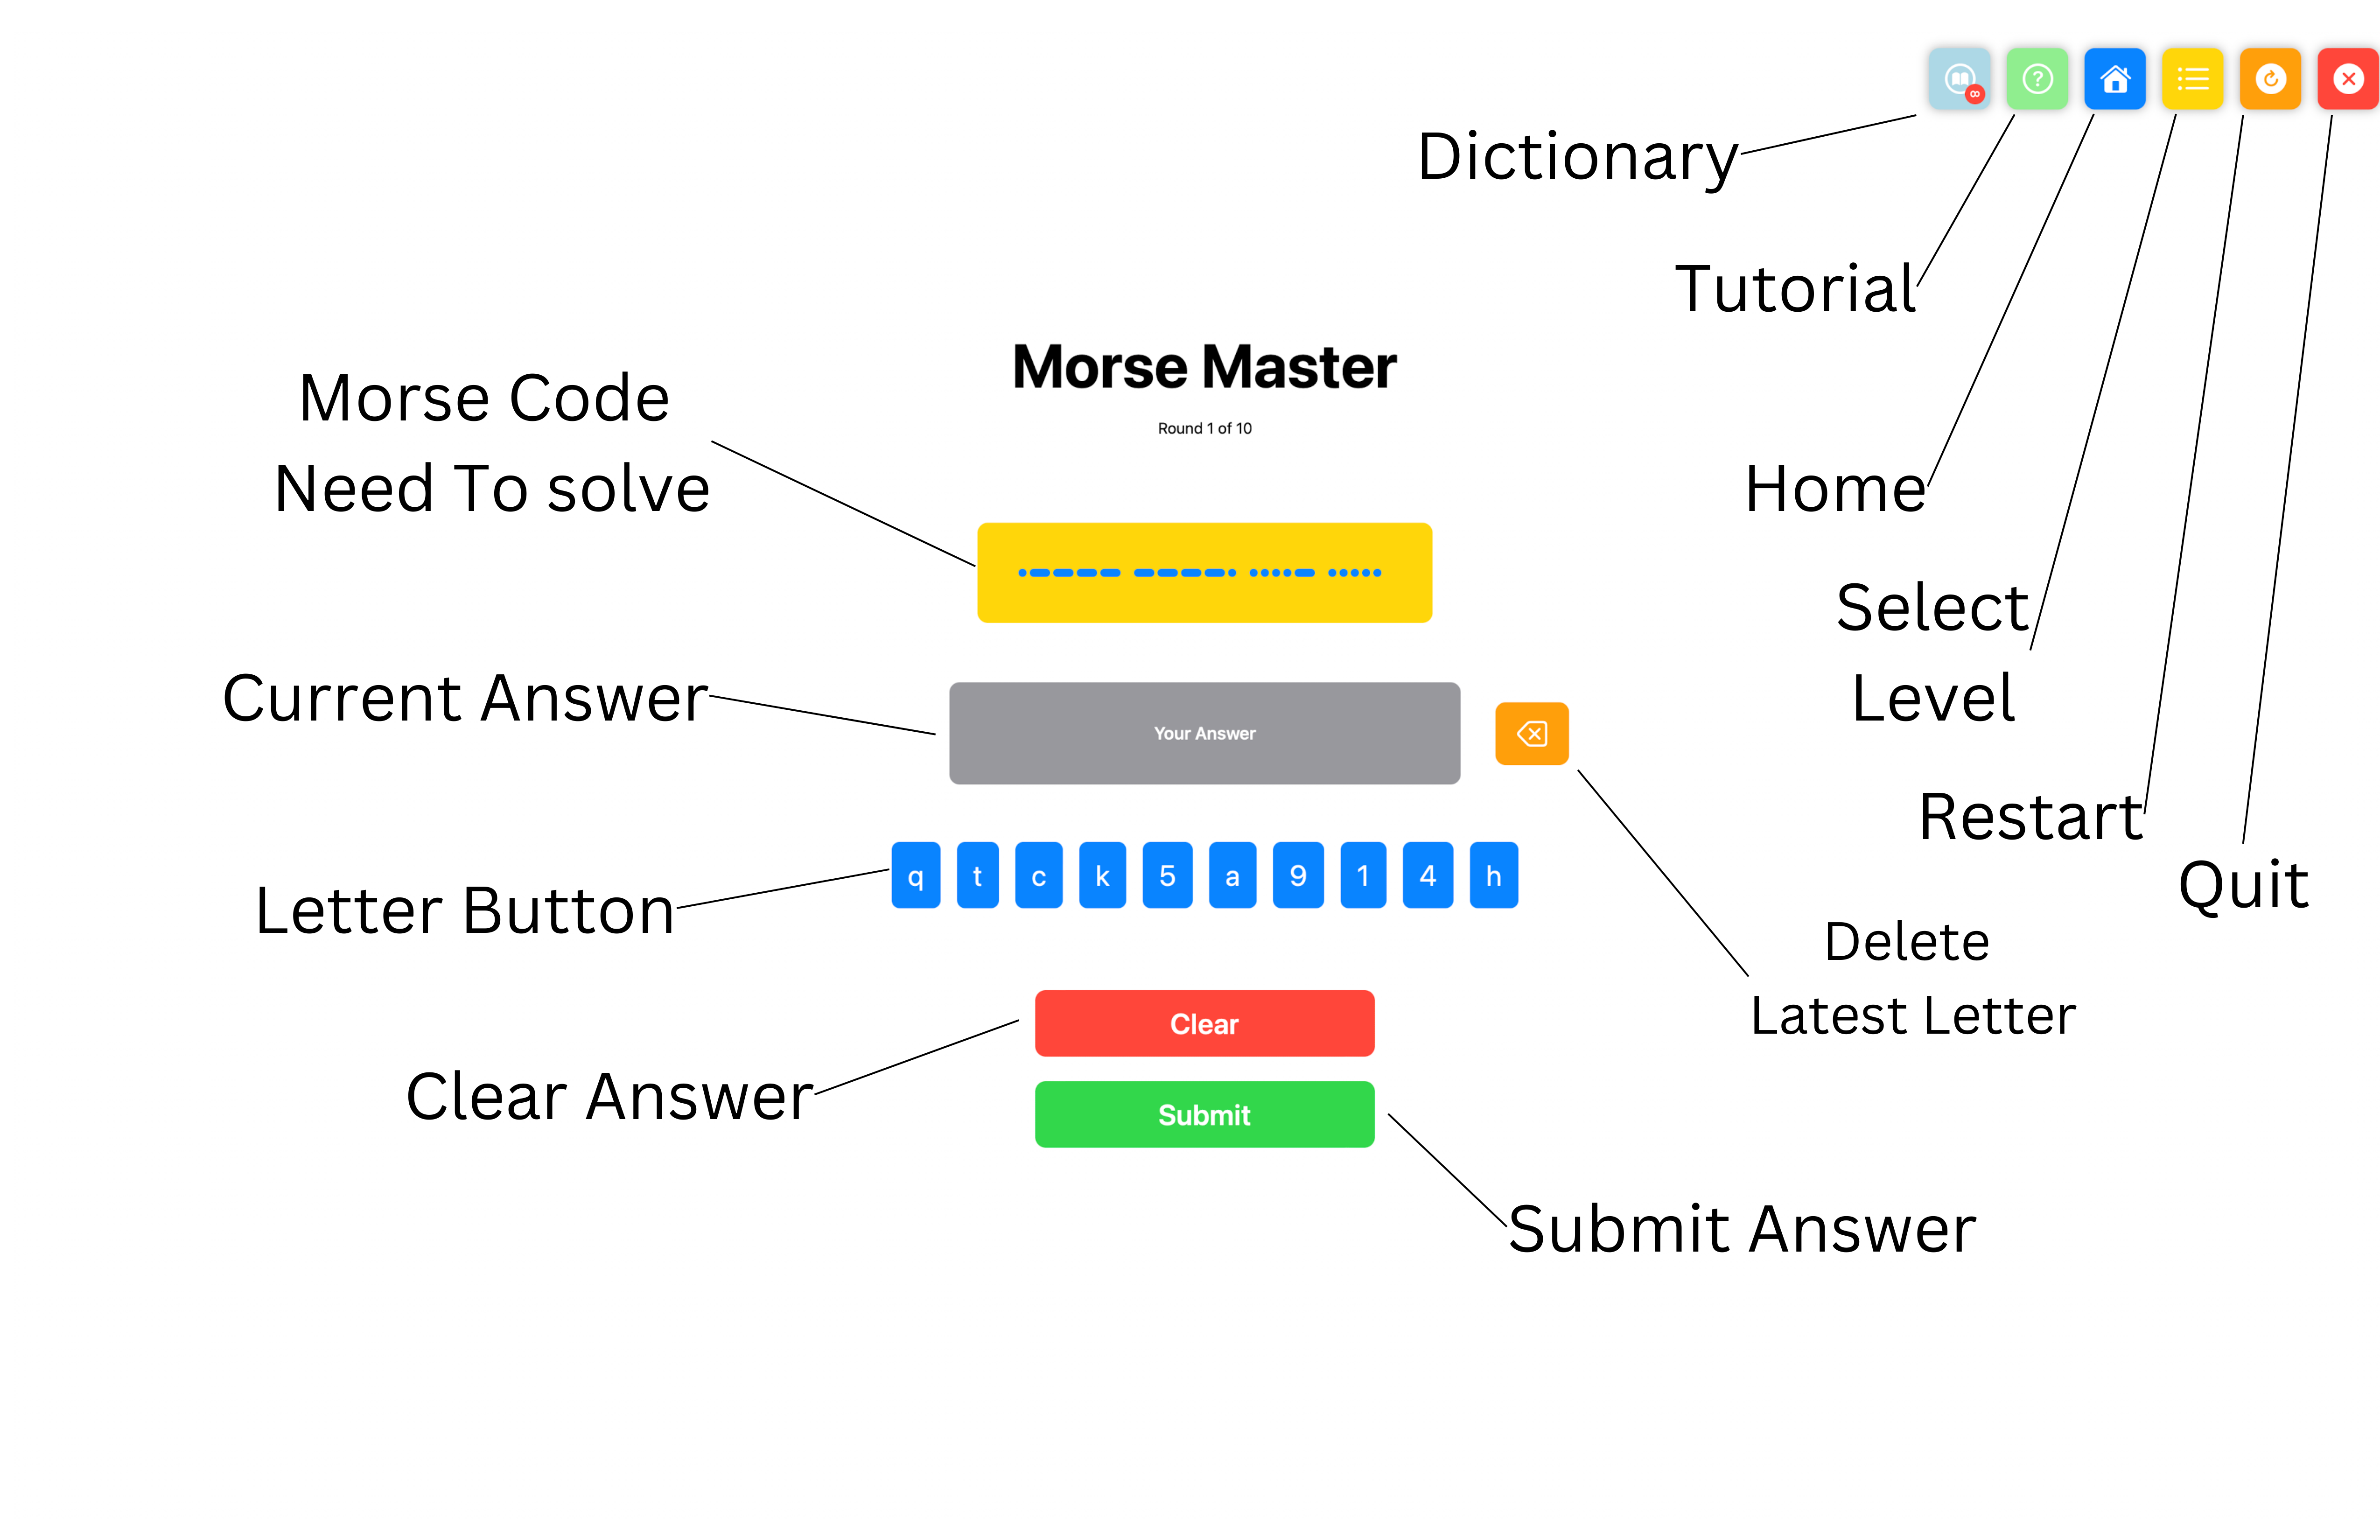 Dictionary
Tutorial
Morse Master
Round 1 of 10
Morse Code
Need To solve
Home
Select
Level
Current Answer
Your Answer
Restart
Quit
q t c k 5 a 9 1 4 h
Letter Button
Delete
Latest Letter
Clear
Clear Answer
Submit
Submit Answer